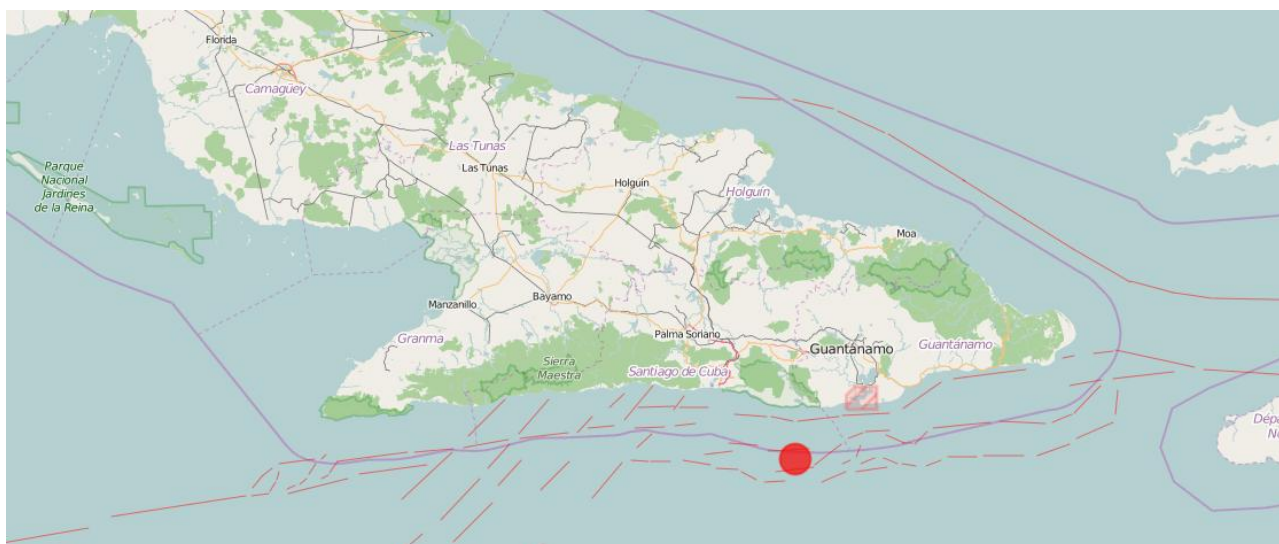 Florida
Camagüey
Las Tunas
Las Tunas
Parque
Nacional
Jardines
de la Reina
Holguín
Holguín
Moa
Manzanillo
Bayamo
Granma
Palma Soriano
Guantánamo
Guantánamo
Sierra
Maestra
Santiago de Cuba